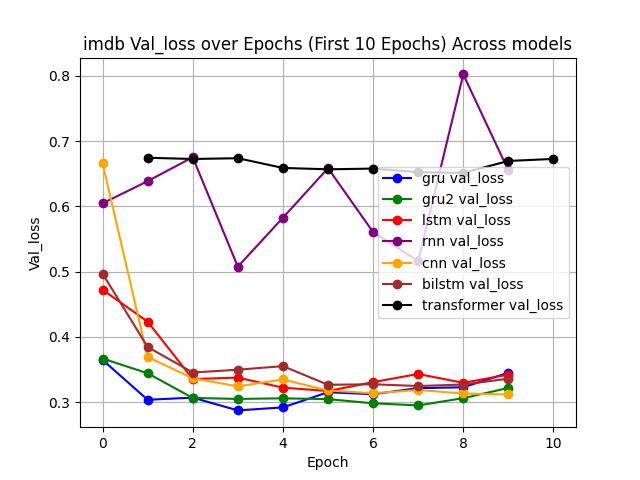 imdb Val_loss over Epochs (First 10 Epochs) Across models
0.8
0.7
0.6
0.5
0.4
0.3
Val_loss
gru val_loss
gru2 val_loss
lstm val_loss
rnn val_loss
cnn val_loss
bilstm val_loss
transformer val_loss
0 2 4 6 8 10
Epoch